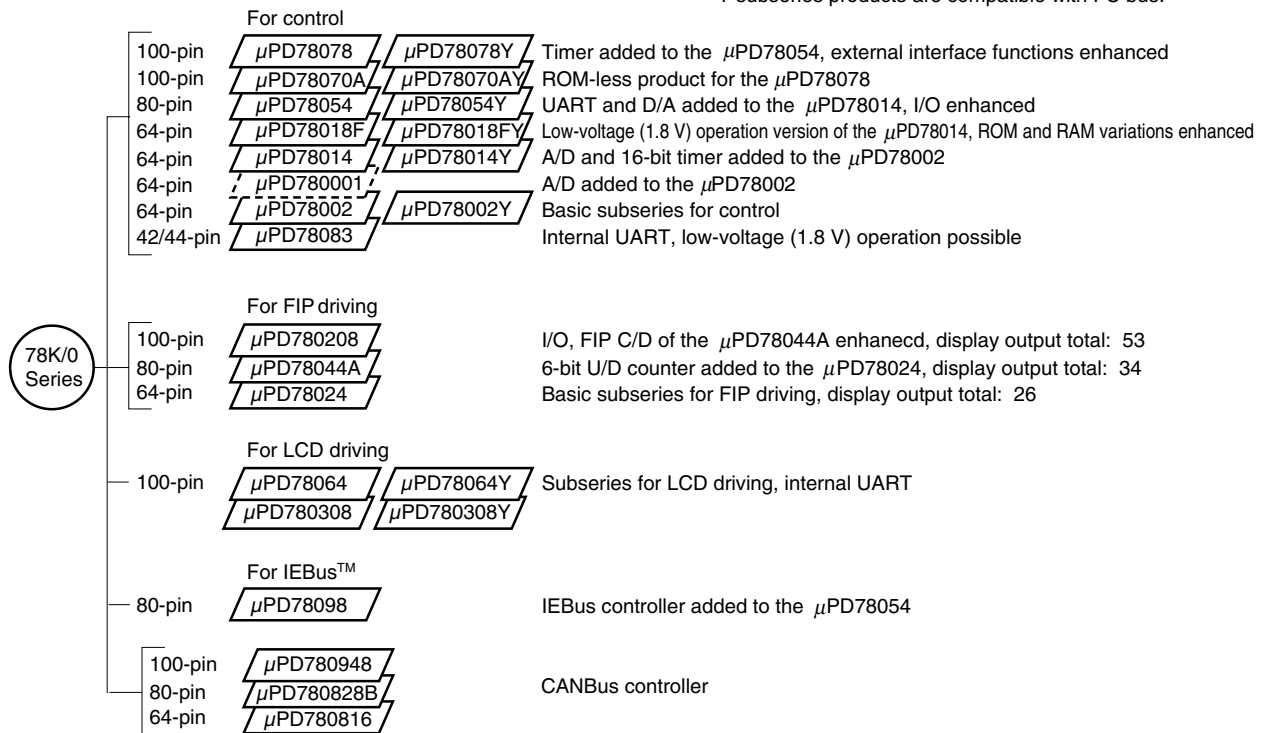 Y subseries products are compatible with I²C bus.
For control
100-pin μPD78078 μPD78078Y Timer added to the μPD78054, external interface functions enhanced
100-pin μPD78070A μPD78070AY ROM-less product for the μPD78078
80-pin μPD78054 μPD78054Y UART and D/A added to the μPD78014, I/O enhanced
64-pin μPD78018F μPD78018FY Low-voltage (1.8 V) operation version of the μPD78014, ROM and RAM variations enhanced
64-pin μPD78014 μPD78014Y A/D and 16-bit timer added to the μPD78002
64-pin μPD780001 A/D added to the μPD78002
64-pin μPD78002 μPD78002Y Basic subseries for control
42/44-pin μPD78083 Internal UART, low-voltage (1.8 V) operation possible
78K/0
Series
For FIP driving
100-pin μPD780208 I/O, FIP C/D of the μPD78044A enhanecd, display output total: 53
80-pin μPD78044A 6-bit U/D counter added to the μPD78024, display output total: 34
64-pin μPD78024 Basic subseries for FIP driving, display output total: 26
For LCD driving
100-pin μPD78064 μPD78064Y Subseries for LCD driving, internal UART
μPD780308 μPD780308Y
For IEBus™
80-pin μPD78098 IEBus controller added to the μPD78054
100-pin μPD780948
80-pin μPD780828B CANBus controller
64-pin μPD780816